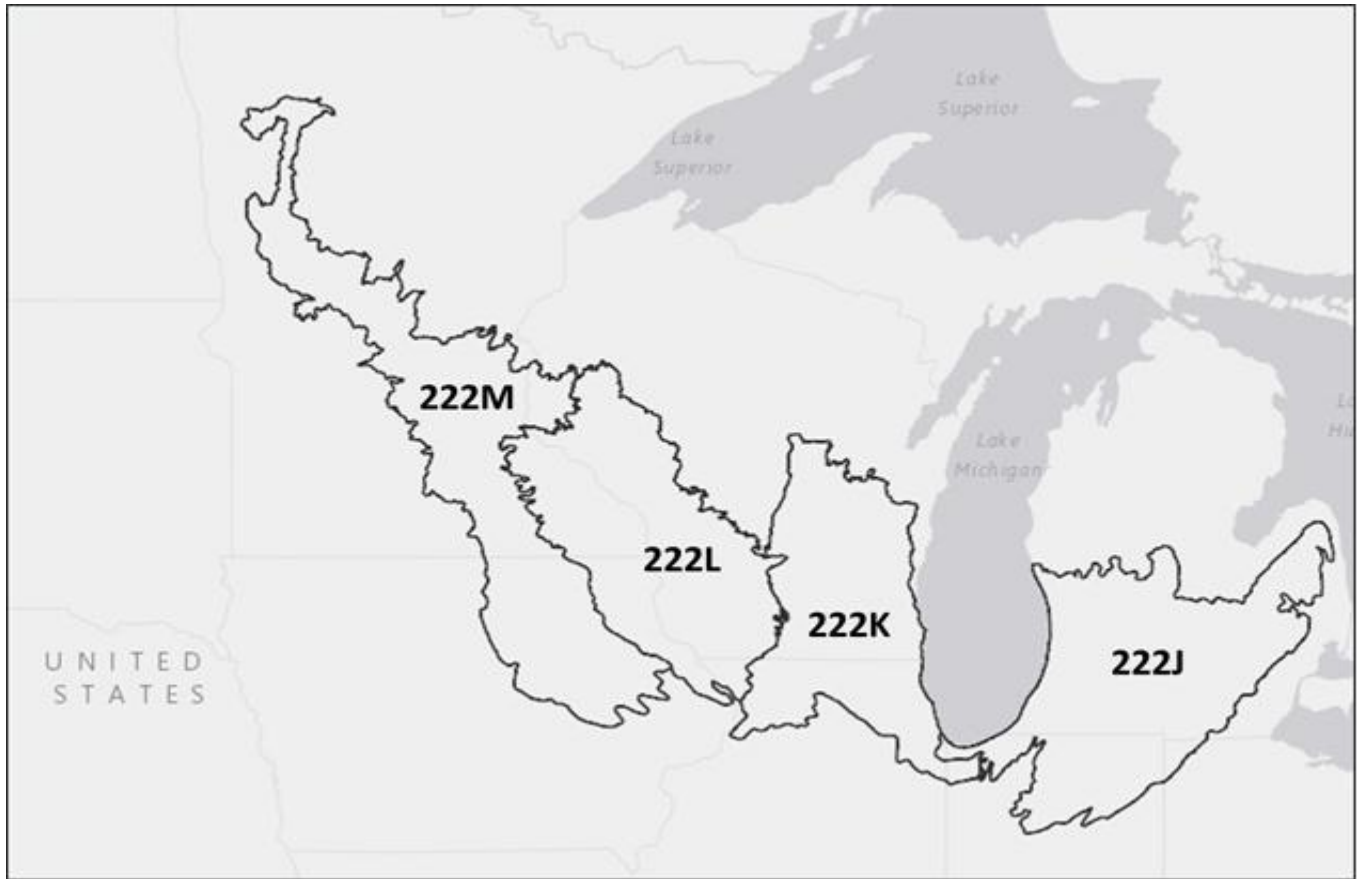 Lake
Superior
Lake
Superior
222M
Lake
Michigan
222L
222K
222J
UNITED
STATES